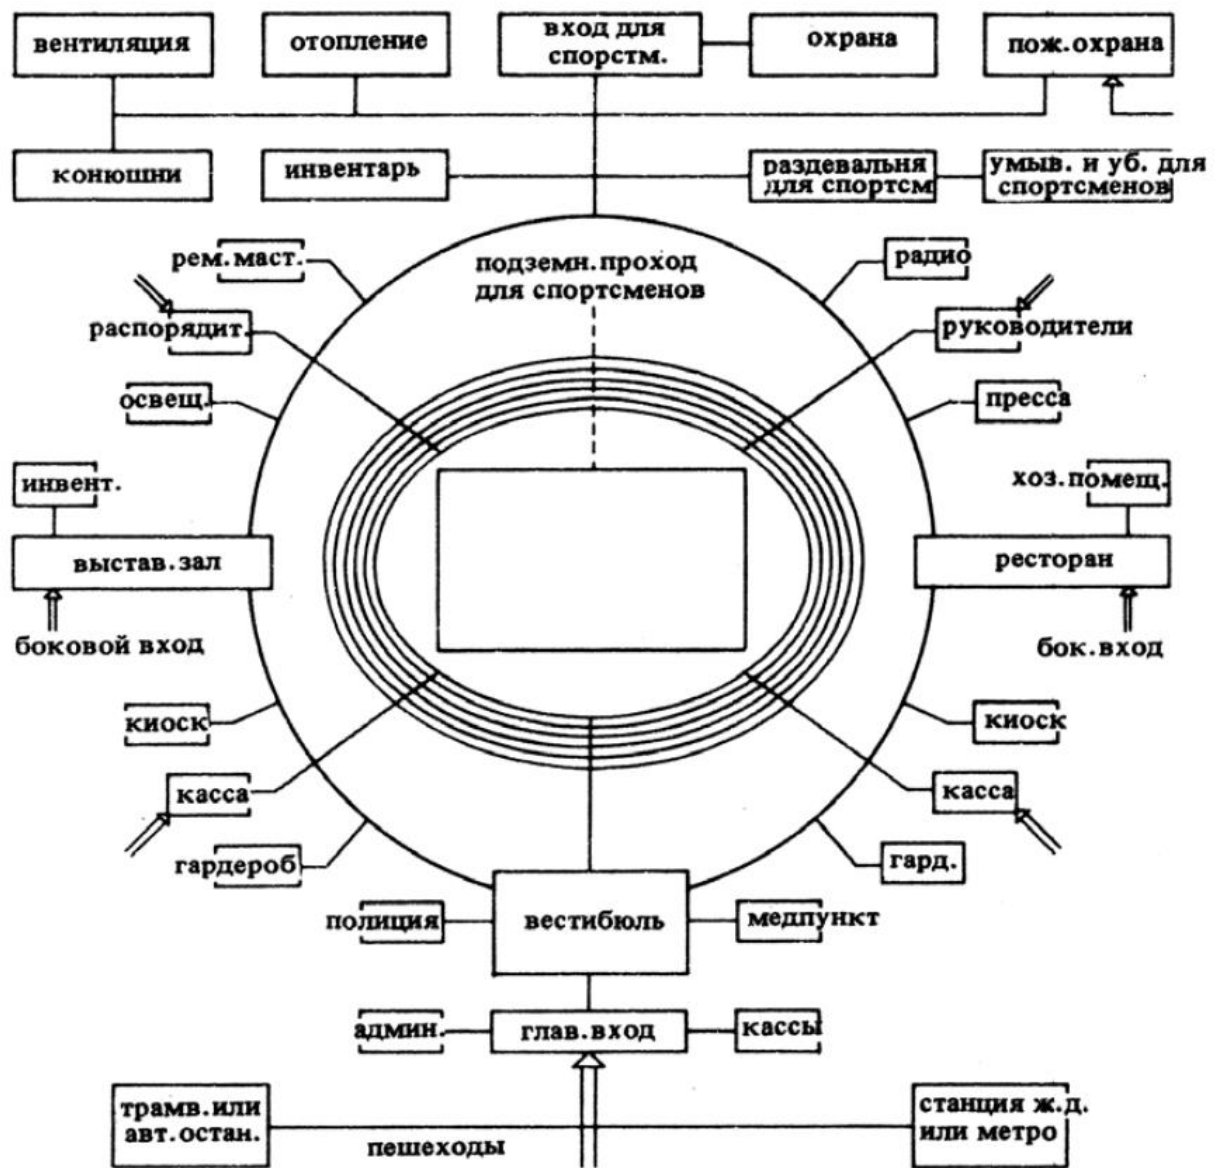 вентиляция
отопление
вход для
спорстм.
охрана
пож.охрана
конюшни
инвентарь
раздевальня
для спортсм
умыв. и уб. для
спортсменов
рем.маст.
подземн.проход
для спортсменов
радио
распорядит.
руководители
освещ.
пресса
инвент.
хоз.помещ.
выстав.зал
ресторан
боковой вход
бок.вход
киоск
киоск
касса
касса
гардероб
гард.
полиция
вестибюль
медпункт
админ.
глав.вход
кассы
трамв.или
авт.остан.
пешеходы
станция ж.д.
или метро